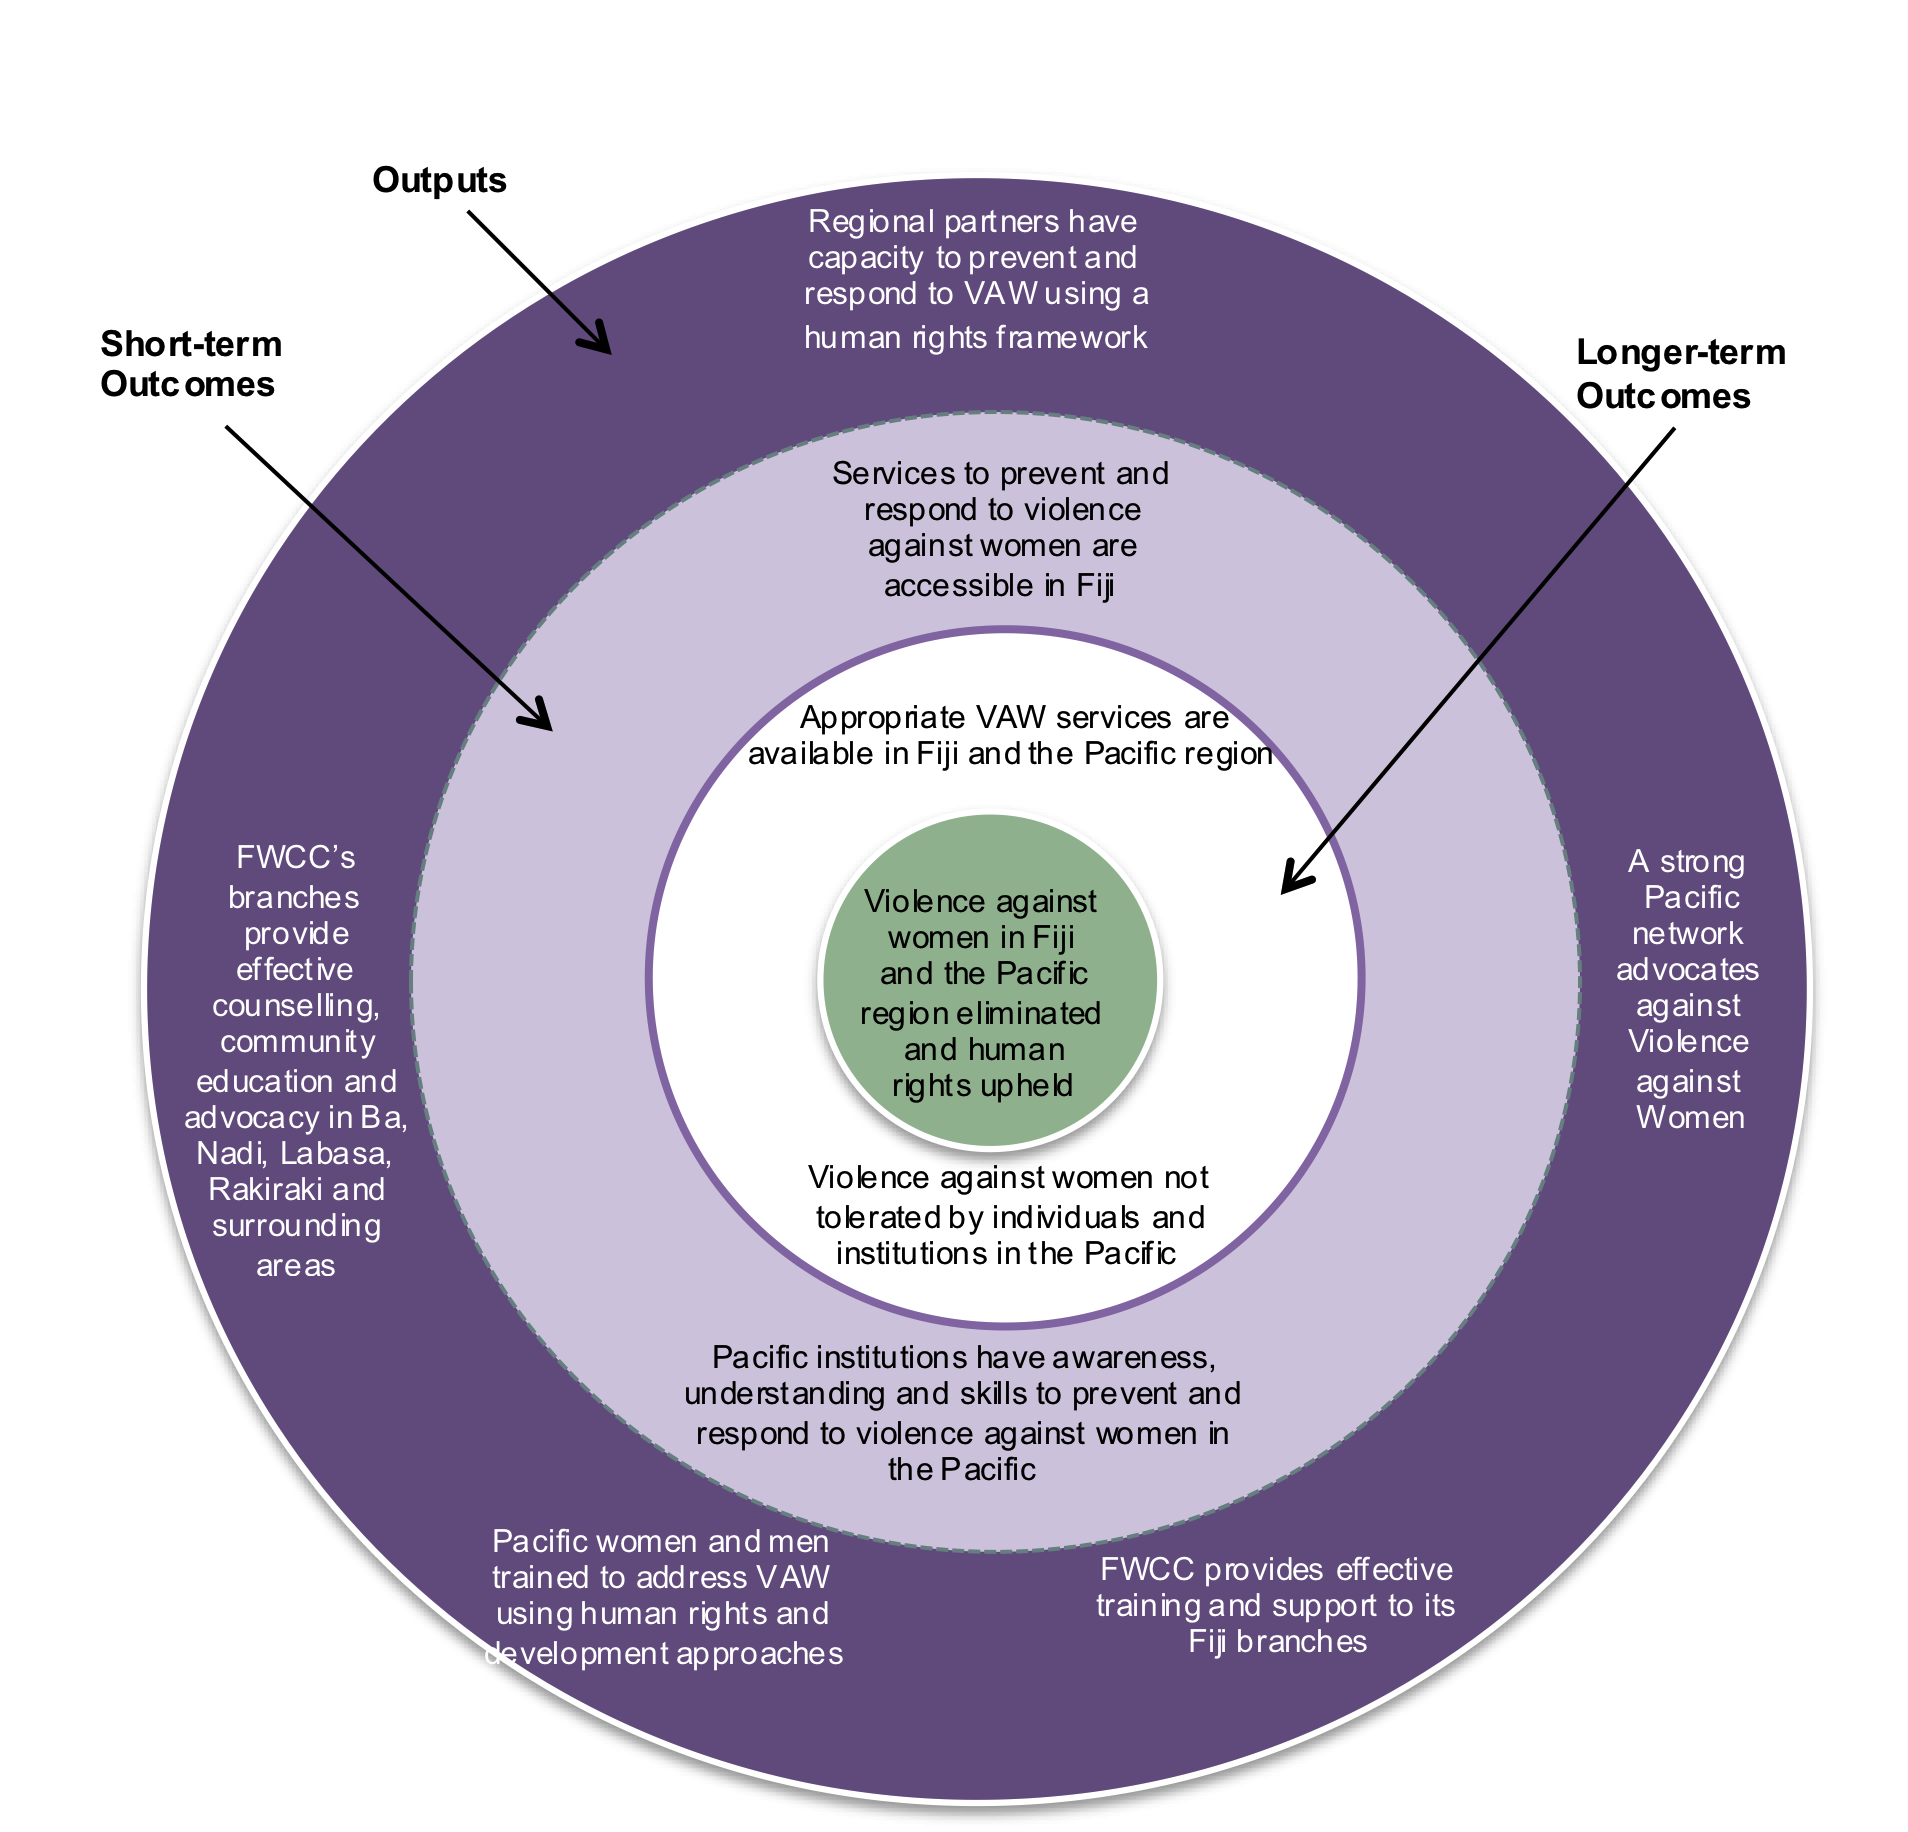 Outputs
Regional partners have
capacity to prevent and
respond to VAW using a
human rights framework
Short-term
Outcomes
Longer-term
Outcomes
Services to prevent and
respond to violence
against women are
accessible in Fiji
Appropriate VAW services are
available in Fiji and the Pacific region
FWCC’s
branches
provide
effective
counselling,
community
education and
advocacy in Ba,
Nadi, Labasa,
Rakiraki and
surrounding
areas
Violence against
women in Fiji
and the Pacific
region eliminated
and human
rights upheld
A strong
Pacific
network
advocates
against
Violence
against
Women
Violence against women not
tolerated by individuals and
institutions in the Pacific
Pacific institutions have awareness,
understanding and skills to prevent and
respond to violence against women in
the Pacific
Pacific women and men
trained to address VAW
using human rights and
development approaches
FWCC provides effective
training and support to its
Fiji branches